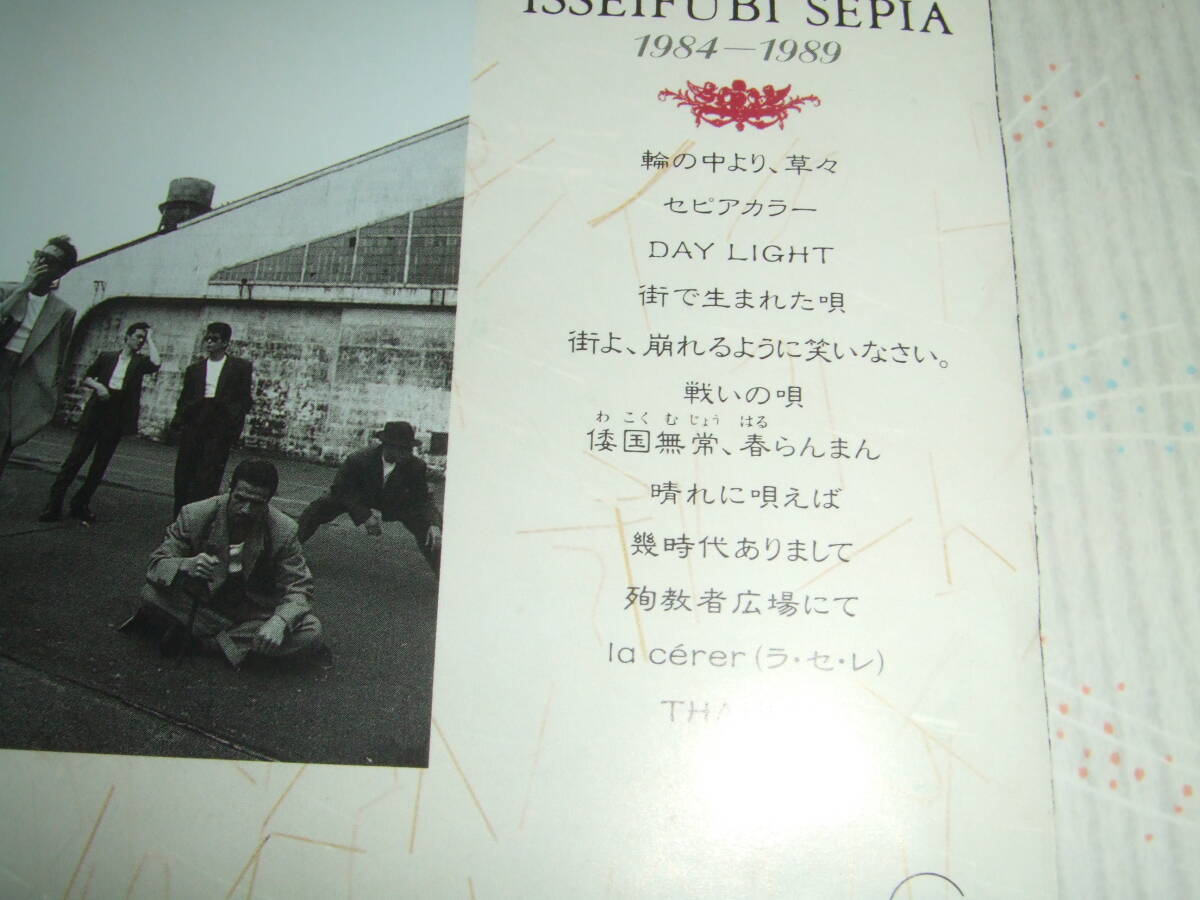 ISSEIFUBI SEPIA
1984－1989
輪の中より、草々
セピアカラー
DAY LIGHT
街で生まれた唄
街よ、崩れるように笑いなさい。
戦いの唄
わ こく む じょう はる
倭国無常、春らんまん
晴れに唄えば
幾時代ありまして
殉教者広場にて
la cérer (ラ・セ・レ)